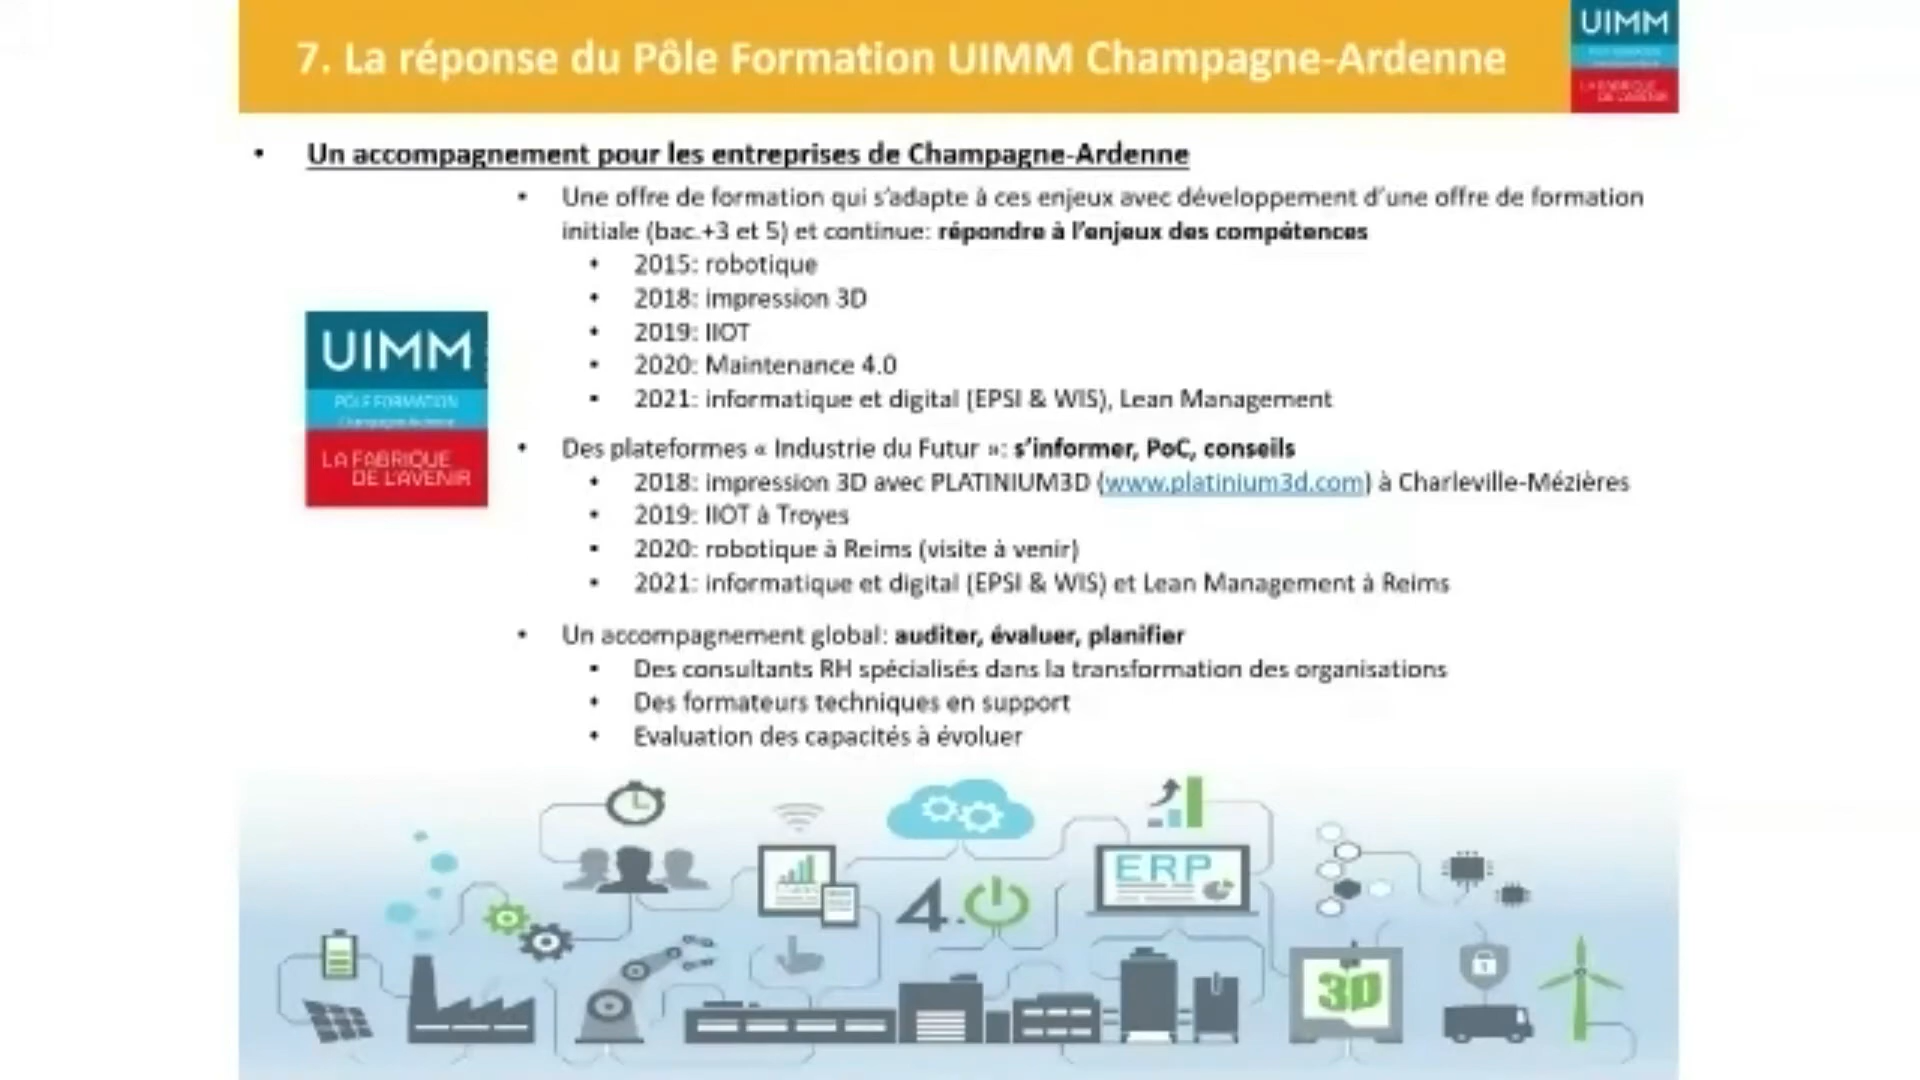 7. La réponse du Pôle Formation UIMM Champagne-Ardenne
UIMM
LA FABRIQUE
DE L'AVENIR
• Un accompagnement pour les entreprises de Champagne-Ardenne
• Une offre de formation qui s'adapte à ces enjeux avec développement d'une offre de formation
initiale (bac.+3 et 5) et continue: répondre à l'enjeux des compétences
• 2015: robotique
• 2018: impression 3D
• 2019: IIOT
• 2020: Maintenance 4.0
• 2021: informatique et digital (EPSI & WIS), Lean Management
UIMM
PÔLE FORMATION
Champagne-Ardenne
LA FABRIQUE
DE L'AVENIR
• Des plateformes « Industrie du Futur »: s'informer, PoC, conseils
• 2018: impression 3D avec PLATINIUM3D (www.platinium3d.com) à Charleville-Mézières
• 2019: IIOT à Troyes
• 2020: robotique à Reims (visite à venir)
• 2021: informatique et digital (EPSI & WIS) et Lean Management à Reims
• Un accompagnement global: auditer, évaluer, planifier
• Des consultants RH spécialisés dans la transformation des organisations
• Des formateurs techniques en support
• Evaluation des capacités à évoluer
ERP
4.0
3D